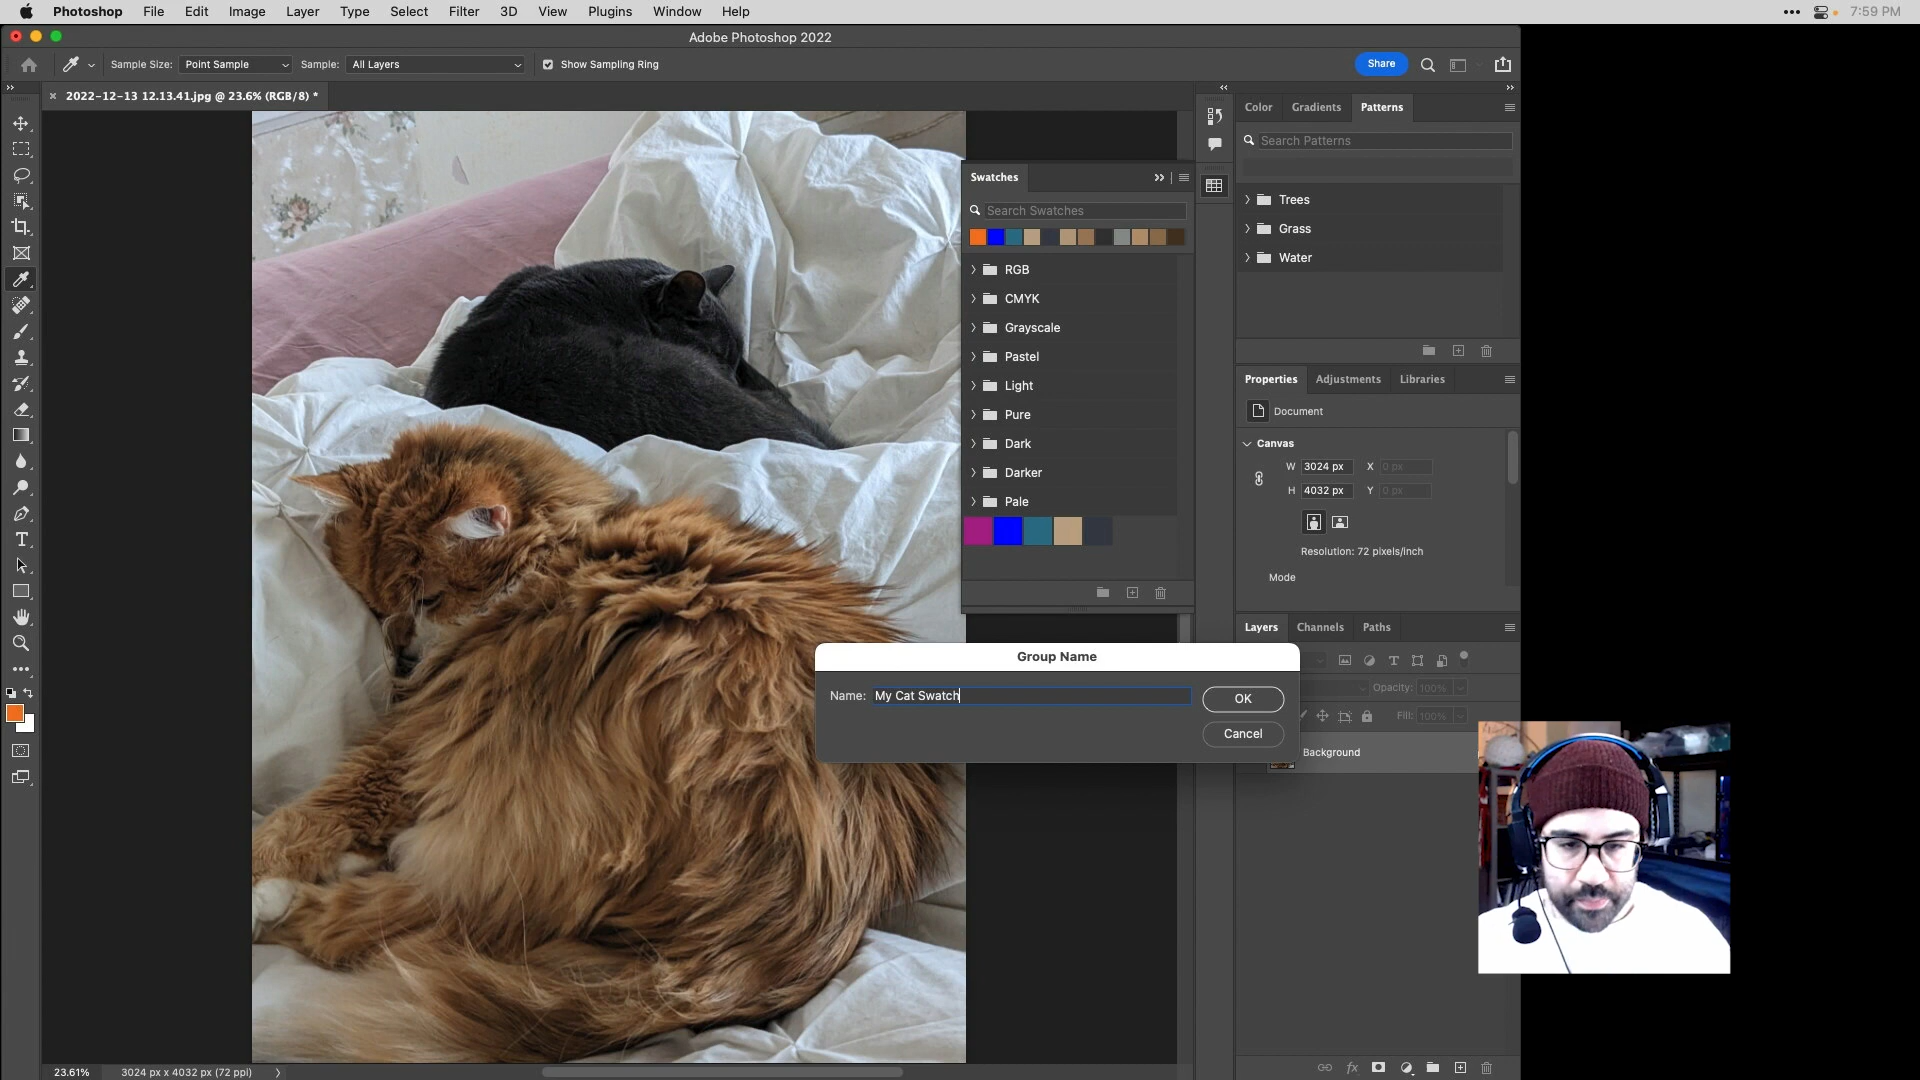 Photoshop File Edit Image Layer Type Select Filter 3D View Plugins Window Help 7:59 PM
Adobe Photoshop 2022
Sample Size: Point Sample Sample: All Layers Show Sampling Ring Share
2022-12-13 12.13.41.jpg @ 23.6% (RGB/8) *
Color Gradients Patterns
Search Patterns
Trees
Grass
Water
Swatches
Search Swatches
RGB
CMYK
Grayscale
Pastel
Light
Pure
Dark
Darker
Pale
Properties Adjustments Libraries
Document
Canvas
W 3024 px X 0 px
H 4032 px Y 0 px
Resolution: 72 pixels/inch
Mode
Layers Channels Paths
Opacity: 100%
Fill: 100%
Background
Group Name
Name: My Cat Swatch
OK
Cancel
23.61% 3024 px x 4032 px (72 ppi)